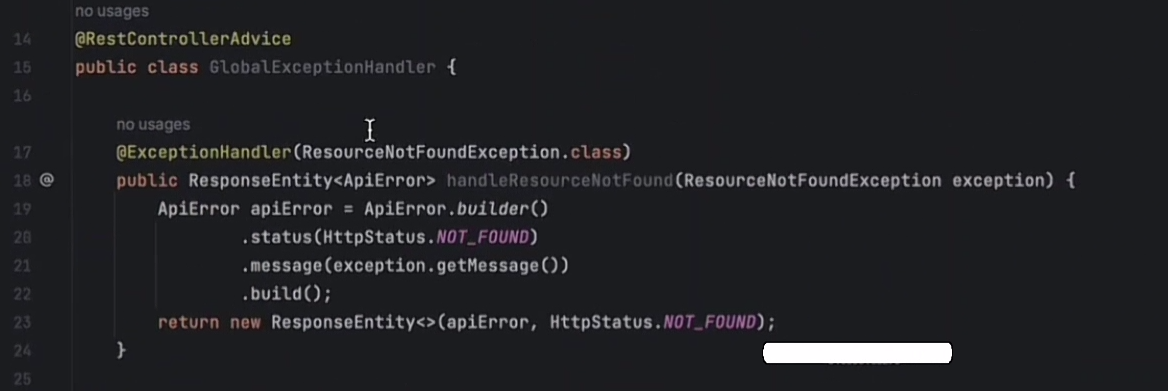 no usages
14 @RestControllerAdvice
15 public class GlobalExceptionHandler {
16
no usages
17 @ExceptionHandler(ResourceNotFoundException.class)
18 @ public ResponseEntity<ApiError> handleResourceNotFound(ResourceNotFoundException exception) {
19 ApiError apiError = ApiError.builder()
20 .status(HttpStatus.NOT_FOUND)
21 .message(exception.getMessage())
22 .build();
23 return new ResponseEntity<>(apiError, HttpStatus.NOT_FOUND);
24 }
25